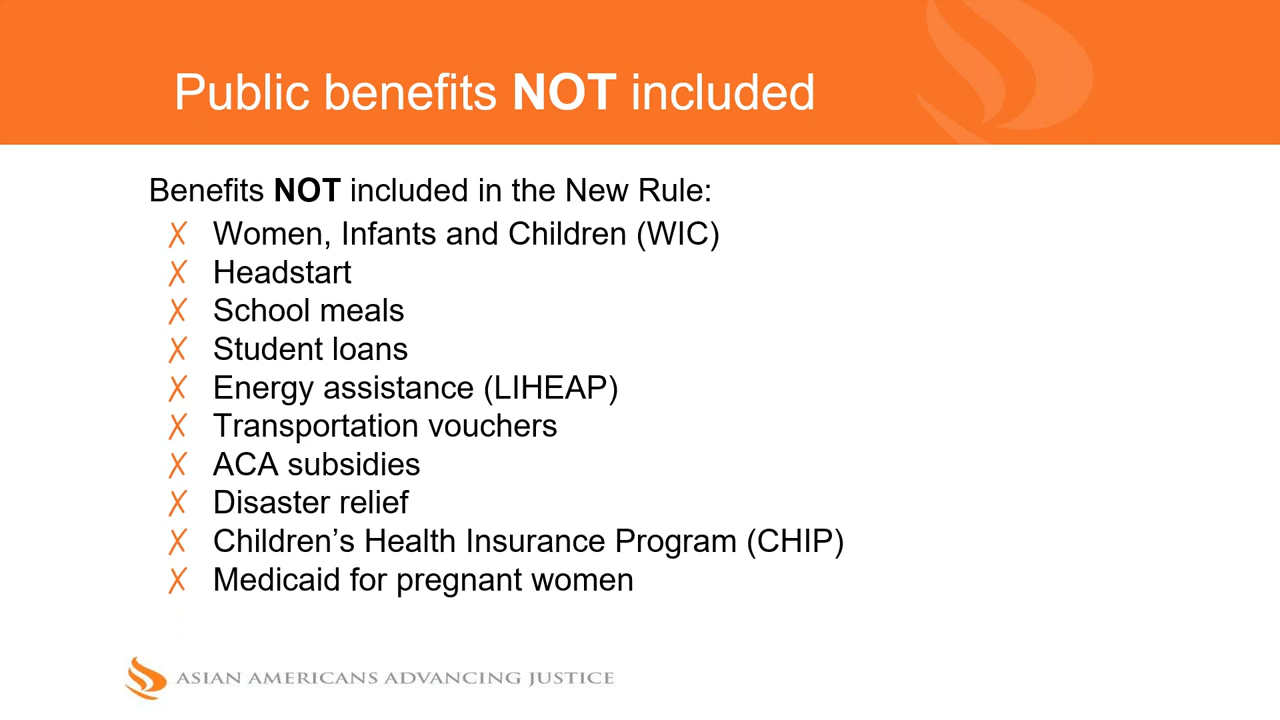 Public benefits NOT included
Benefits NOT included in the New Rule:
✗ Women, Infants and Children (WIC)
✗ Headstart
✗ School meals
✗ Student loans
✗ Energy assistance (LIHEAP)
✗ Transportation vouchers
✗ ACA subsidies
✗ Disaster relief
✗ Children’s Health Insurance Program (CHIP)
✗ Medicaid for pregnant women
ASIAN AMERICANS ADVANCING JUSTICE